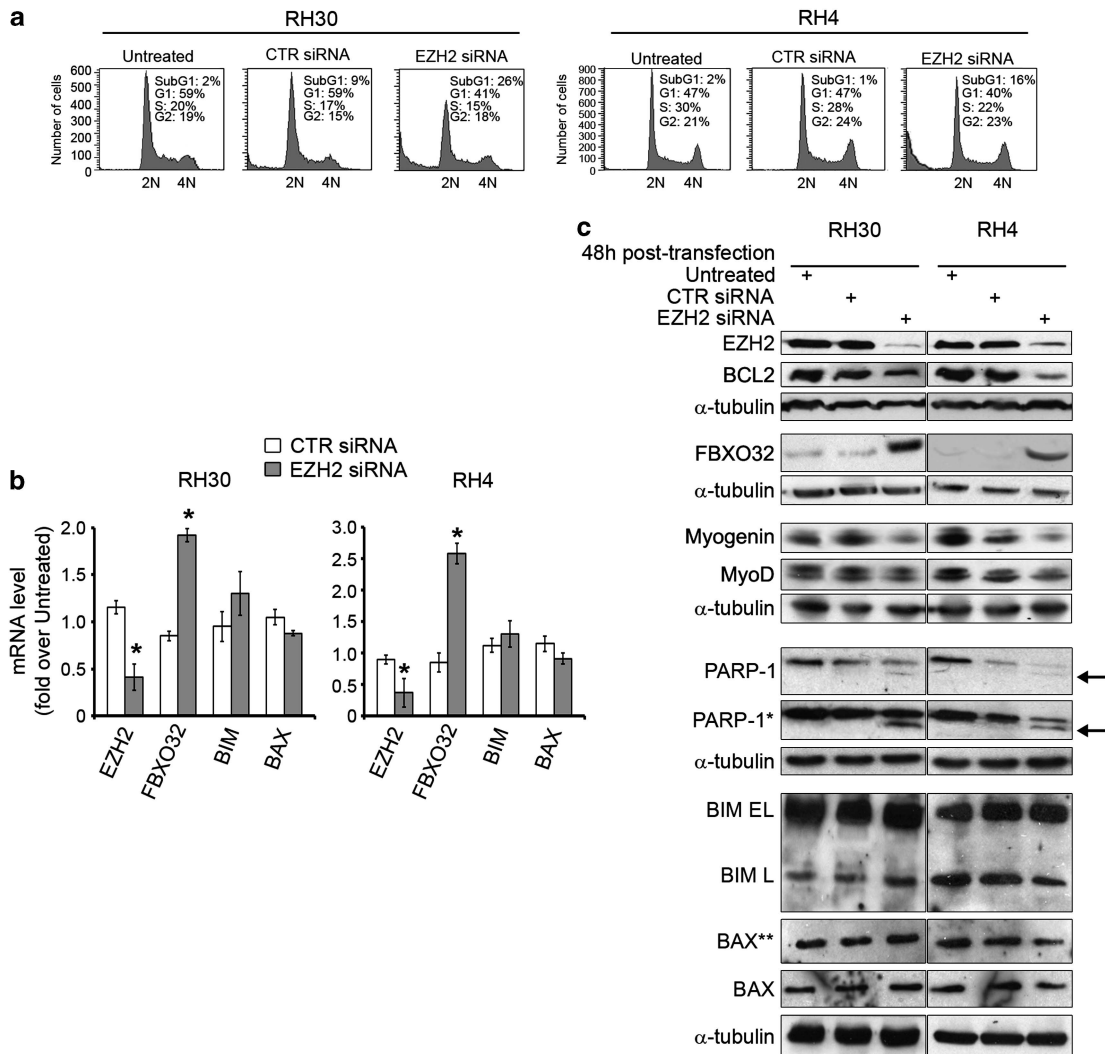 a
RH30
Untreated
CTR siRNA
EZH2 siRNA
Number of cells
600
500
400
300
200
100
0
SubG1: 2%
G1: 59%
S: 20%
G2: 19%
2N 4N
SubG1: 9%
G1: 59%
S: 17%
G2: 15%
2N 4N
SubG1: 26%
G1: 41%
S: 15%
G2: 18%
2N 4N
RH4
Untreated
CTR siRNA
EZH2 siRNA
Number of cells
900
800
700
600
500
400
300
200
100
0
SubG1: 2%
G1: 47%
S: 30%
G2: 21%
2N 4N
SubG1: 1%
G1: 47%
S: 28%
G2: 24%
2N 4N
SubG1: 16%
G1: 40%
S: 22%
G2: 23%
2N 4N
b
CTR siRNA
EZH2 siRNA
RH30
mRNA level
(fold over Untreated)
2.0
1.5
1.0
0.5
0
*
*
EZH2
FBXO32
BIM
BAX
RH4
3.0
2.5
2.0
1.5
1.0
0.5
0
*
*
EZH2
FBXO32
BIM
BAX
c
RH30 RH4
48h post-transfection
Untreated + +
CTR siRNA + +
EZH2 siRNA + +
EZH2
BCL2
α-tubulin
FBXO32
α-tubulin
Myogenin
MyoD
α-tubulin
PARP-1
PARP-1*
α-tubulin
BIM EL
BIM L
BAX**
BAX
α-tubulin